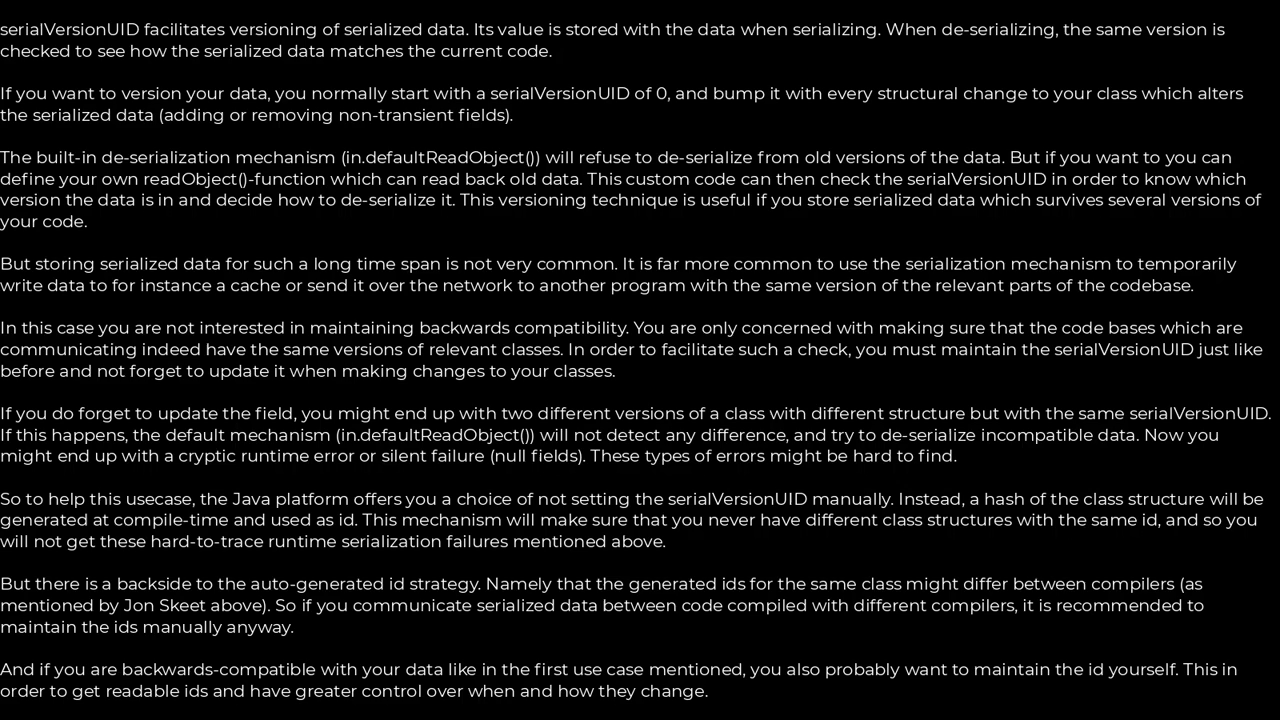 serialVersionUID facilitates versioning of serialized data. Its value is stored with the data when serializing. When de-serializing, the same version is
checked to see how the serialized data matches the current code.
If you want to version your data, you normally start with a serialVersionUID of 0, and bump it with every structural change to your class which alters
the serialized data (adding or removing non-transient fields).
The built-in de-serialization mechanism (in.defaultReadObject()) will refuse to de-serialize from old versions of the data. But if you want to you can
define your own readObject()-function which can read back old data. This custom code can then check the serialVersionUID in order to know which
version the data is in and decide how to de-serialize it. This versioning technique is useful if you store serialized data which survives several versions of
your code.
But storing serialized data for such a long time span is not very common. It is far more common to use the serialization mechanism to temporarily
write data to for instance a cache or send it over the network to another program with the same version of the relevant parts of the codebase.
In this case you are not interested in maintaining backwards compatibility. You are only concerned with making sure that the code bases which are
communicating indeed have the same versions of relevant classes. In order to facilitate such a check, you must maintain the serialVersionUID just like
before and not forget to update it when making changes to your classes.
If you do forget to update the field, you might end up with two different versions of a class with different structure but with the same serialVersionUID.
If this happens, the default mechanism (in.defaultReadObject()) will not detect any difference, and try to de-serialize incompatible data. Now you
might end up with a cryptic runtime error or silent failure (null fields). These types of errors might be hard to find.
So to help this usecase, the Java platform offers you a choice of not setting the serialVersionUID manually. Instead, a hash of the class structure will be
generated at compile-time and used as id. This mechanism will make sure that you never have different class structures with the same id, and so you
will not get these hard-to-trace runtime serialization failures mentioned above.
But there is a backside to the auto-generated id strategy. Namely that the generated ids for the same class might differ between compilers (as
mentioned by Jon Skeet above). So if you communicate serialized data between code compiled with different compilers, it is recommended to
maintain the ids manually anyway.
And if you are backwards-compatible with your data like in the first use case mentioned, you also probably want to maintain the id yourself. This in
order to get readable ids and have greater control over when and how they change.